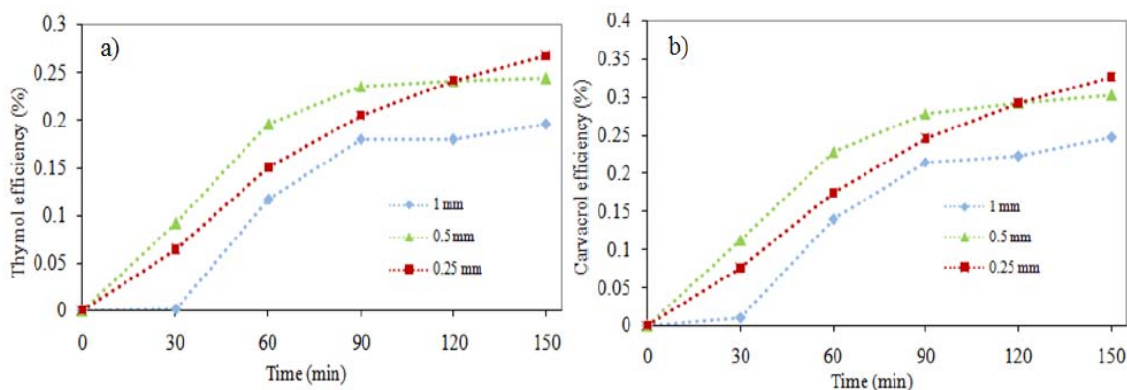 a)
Thymol efficiency (%)
0.3
0.25
0.2
0.15
0.1
0.05
0
1 mm
0.5 mm
0.25 mm
0 30 60 90 120 150
Time (min)
b)
Carvacrol efficiency (%)
0.4
0.35
0.3
0.25
0.2
0.15
0.1
0.05
0
1 mm
0.5 mm
0.25 mm
0 30 60 90 120 150
Time (min)